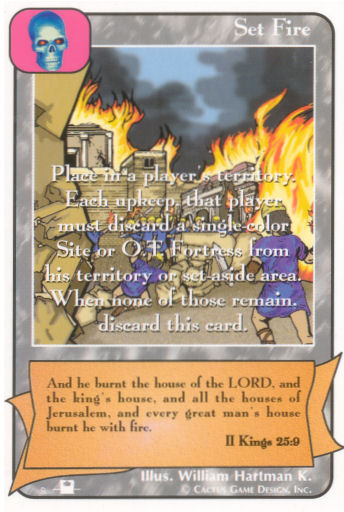 Set Fire
Place in a player's territory.
Each upkeep, that player
must discard a single-color
Site or O.T. Fortress from
his territory or set-aside area.
When none of those remain,
discard this card.
And he burnt the house of the LORD, and
the king's house, and all the houses of
Jerusalem, and every great man's house
burnt he with fire.
II Kings 25:9
Illus. William Hartman K.
© Cactus Game Design, Inc.